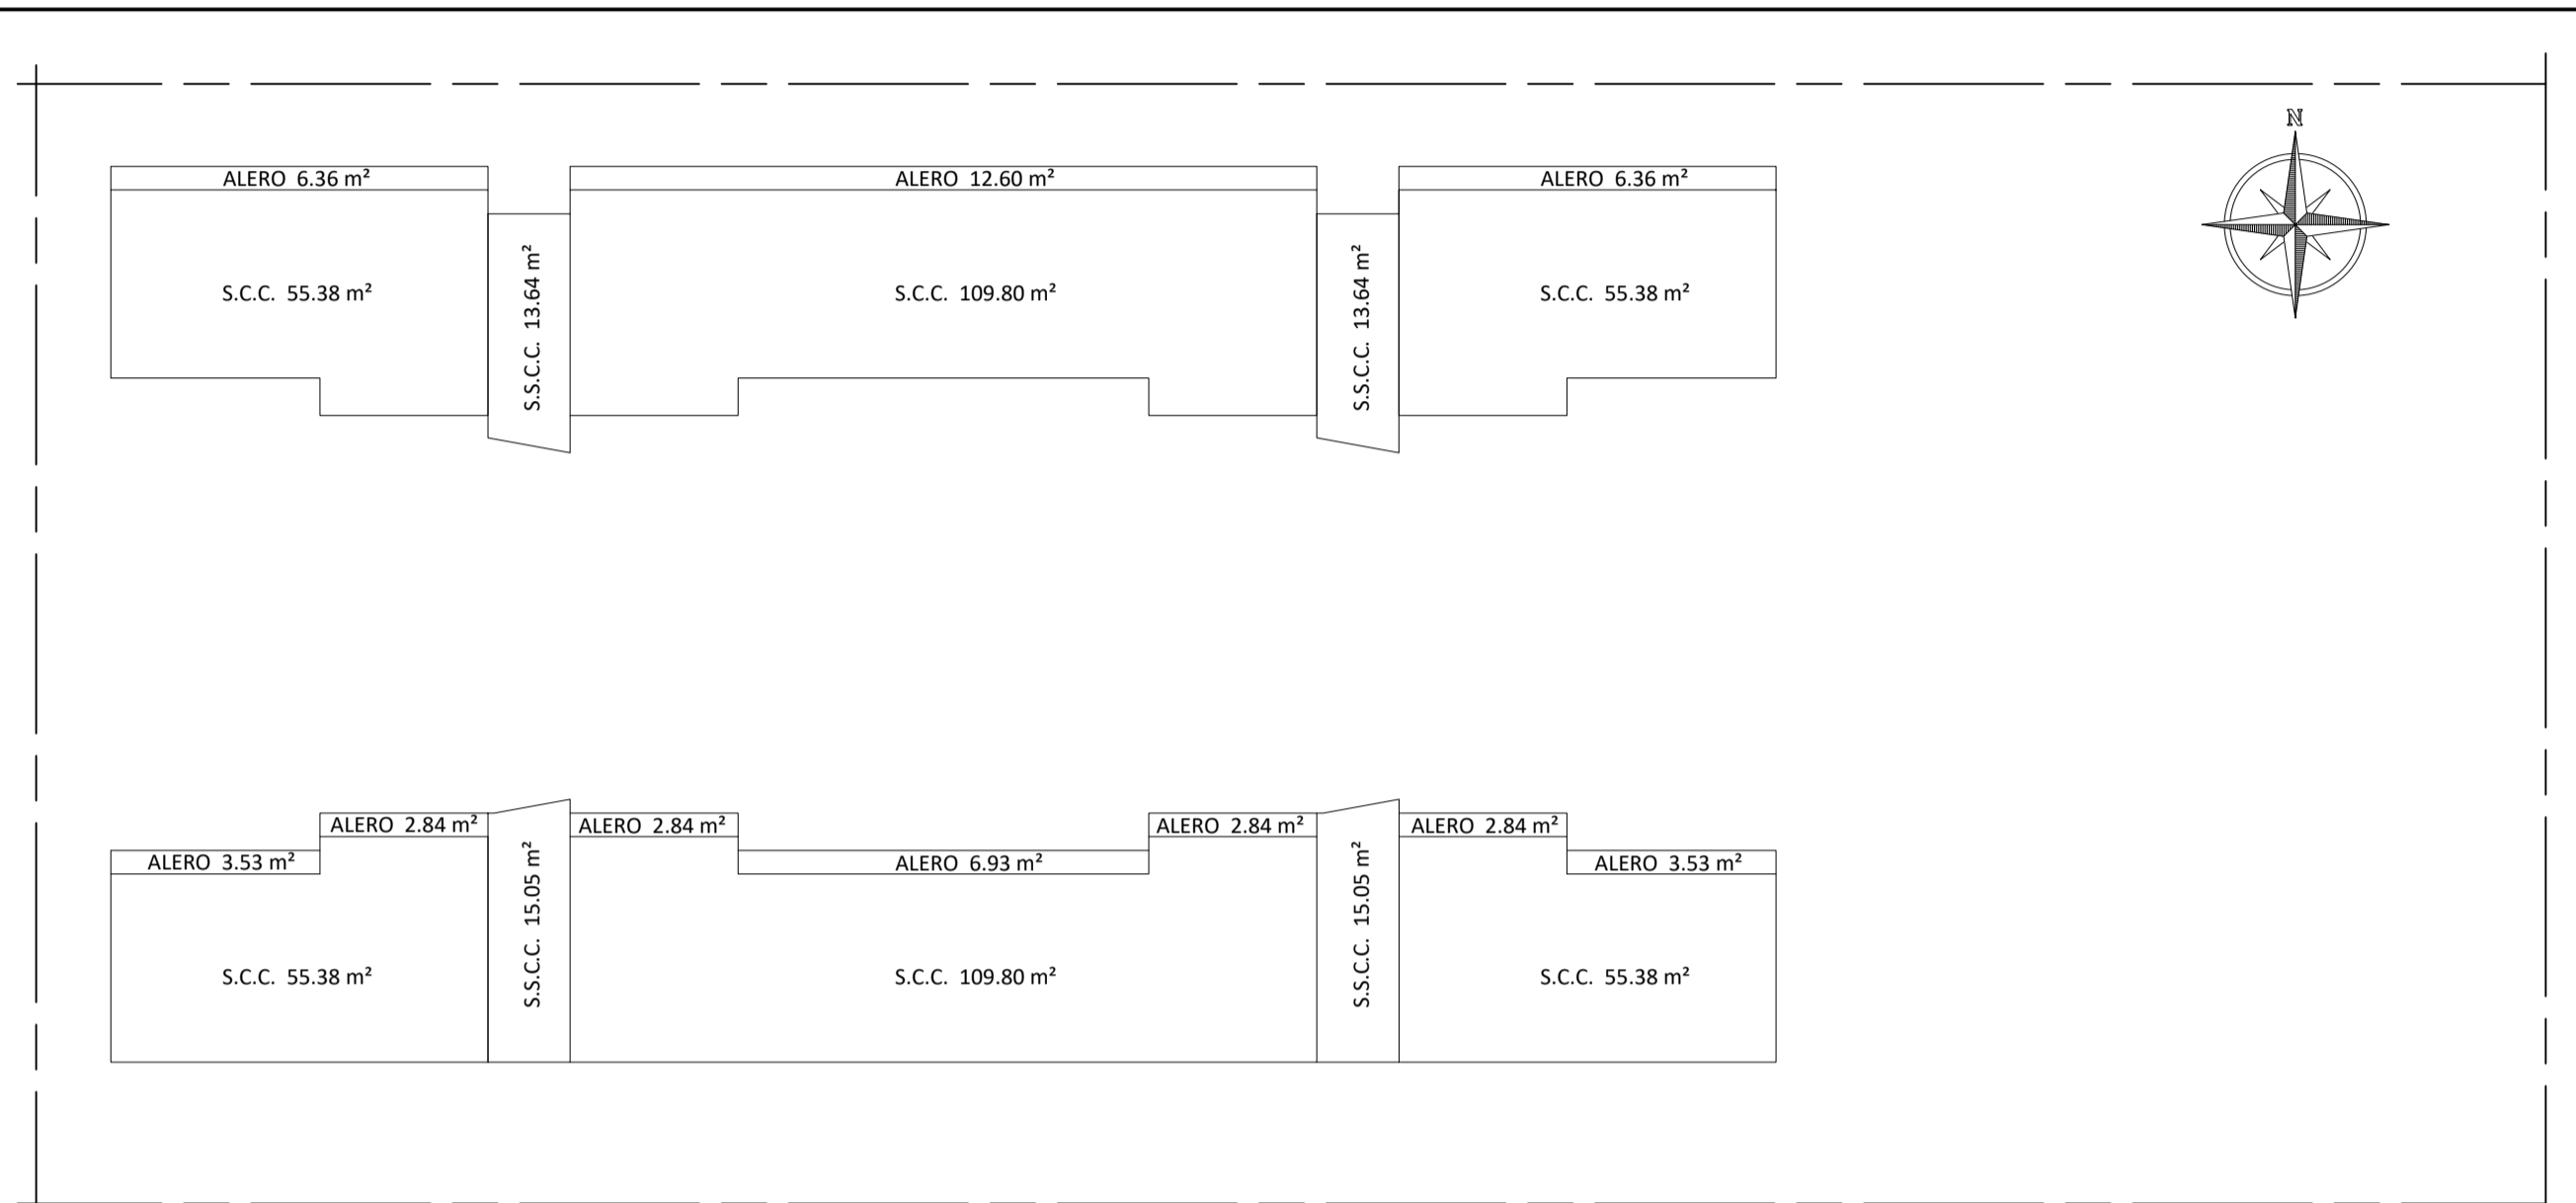 N
ALERO 6.36 m²
ALERO 12.60 m²
ALERO 6.36 m²
S.C.C. 55.38 m²
S.S.C.C. 13.64 m²
S.C.C. 109.80 m²
S.S.C.C. 13.64 m²
S.C.C. 55.38 m²
ALERO 3.53 m²
ALERO 2.84 m²
ALERO 2.84 m²
ALERO 6.93 m²
ALERO 2.84 m²
ALERO 2.84 m²
ALERO 3.53 m²
S.C.C. 55.38 m²
S.S.C.C. 15.05 m²
S.C.C. 109.80 m²
S.S.C.C. 15.05 m²
S.C.C. 55.38 m²